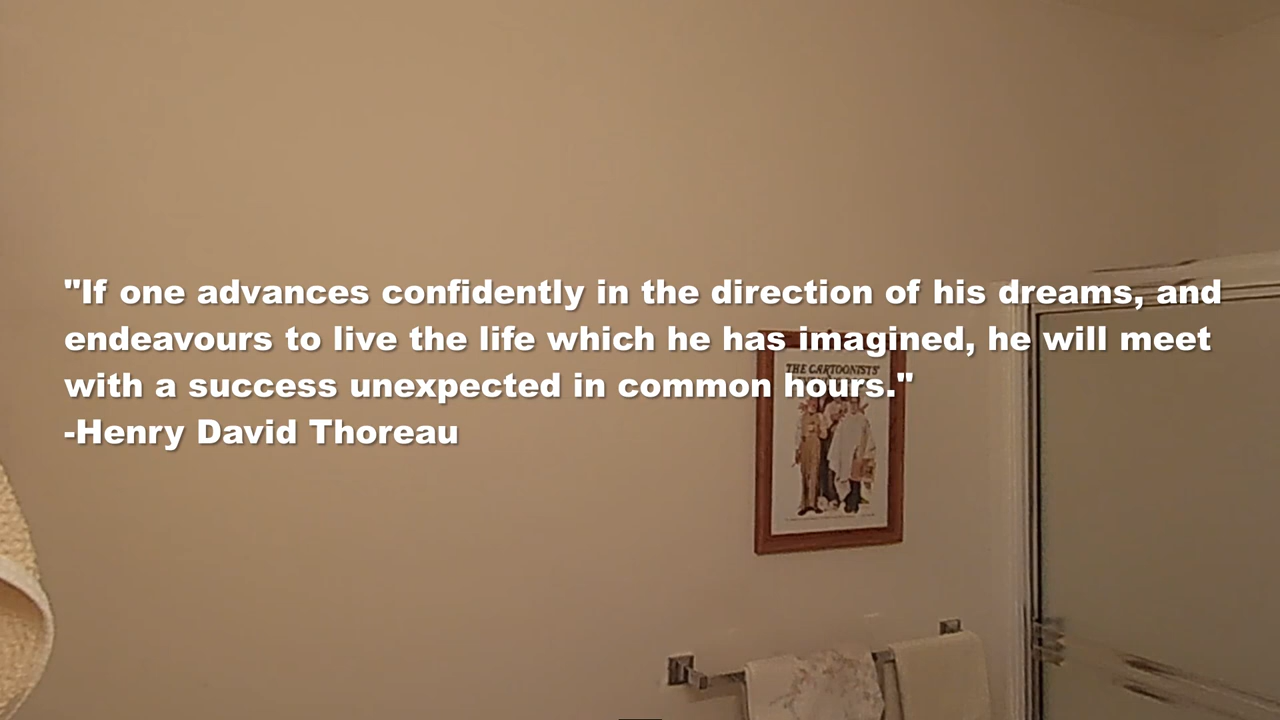 "If one advances confidently in the direction of his dreams, and
endeavours to live the life which he has imagined, he will meet
with a success unexpected in common hours."
-Henry David Thoreau
THE CARTOONISTS'